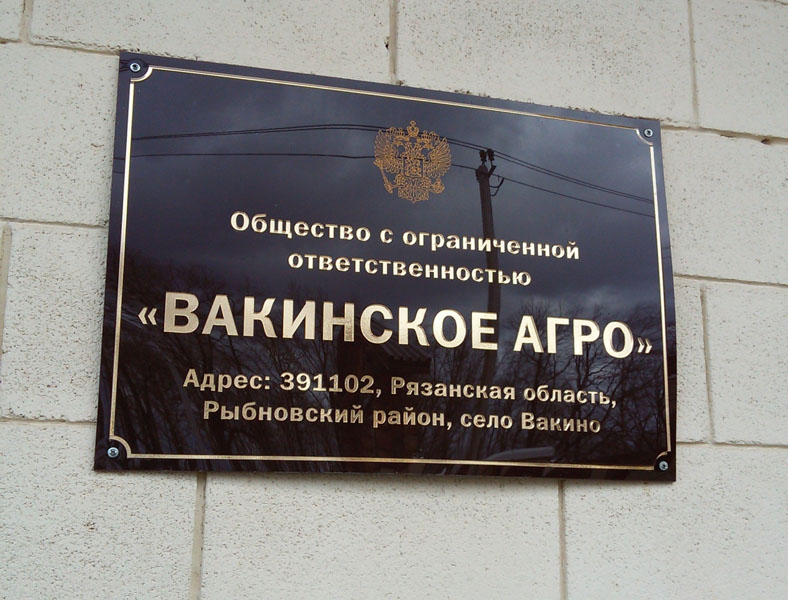 Общество с ограниченной
ответственностью
«ВАКИНСКОЕ АГРО»
Адрес: 391102, Рязанская область,
Рыбновский район, село Вакино